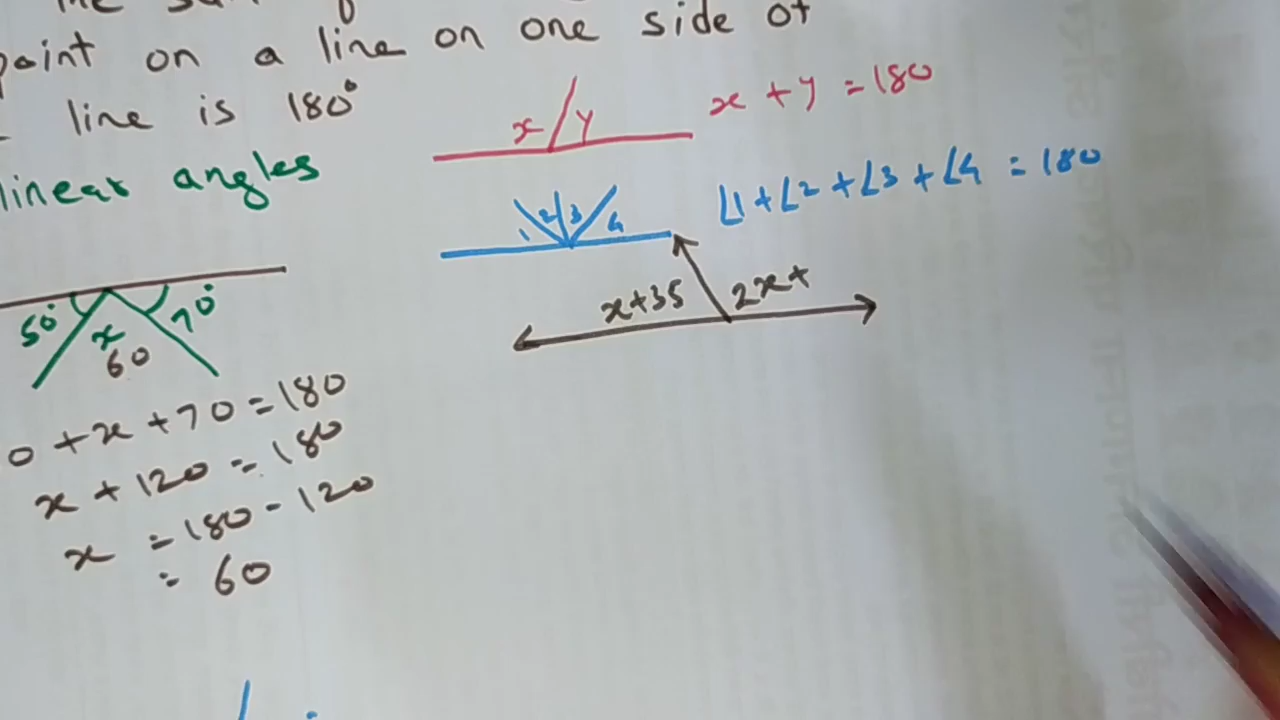 point on a line on one side of
line is 180°
linear angles
x y
x + y = 180
1 2 3 4
∠1 + ∠2 + ∠3 + ∠4 = 180
50° x 70°
60
x+35 2x+
0 + x + 70 = 180
x + 120 = 180
x = 180 - 120
= 60